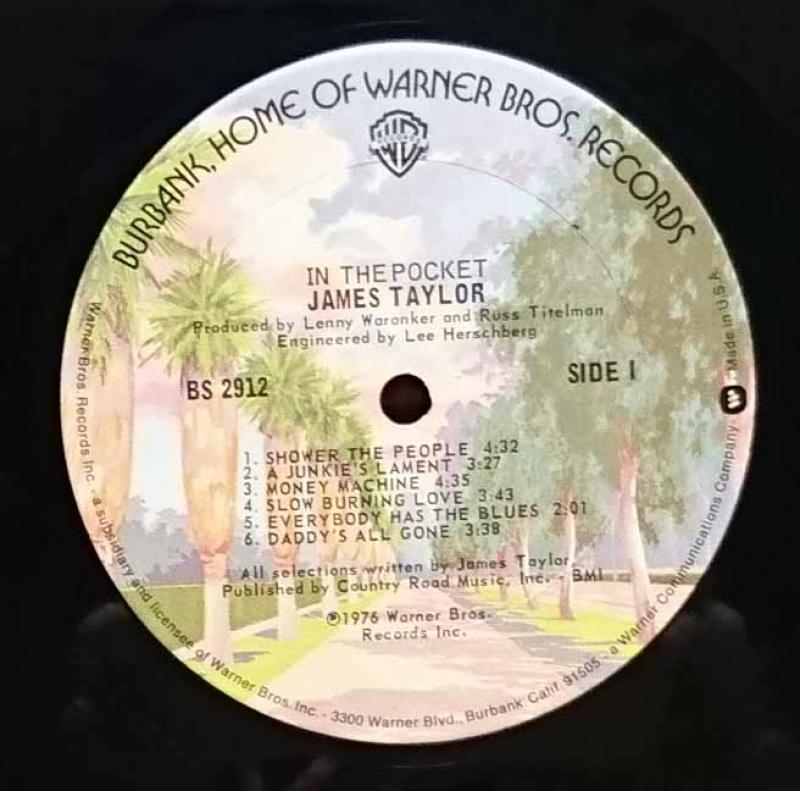 BURBANK, HOME OF WARNER BROS. RECORDS
WB
RECORDS
IN THE POCKET
JAMES TAYLOR
Produced by Lenny Waronker and Russ Titelman
Engineered by Lee Herschberg
BS 2912
SIDE 1
1. SHOWER THE PEOPLE 4:32
2. A JUNKIE'S LAMENT 3:27
3. MONEY MACHINE 4:35
4. SLOW BURNING LOVE 3:43
5. EVERYBODY HAS THE BLUES 2:01
6. DADDY'S ALL GONE 3:38
All selections written by James Taylor
Published by Country Road Music, Inc. - BMI
℗1976 Warner Bros.
Records Inc.
Warner Bros. Records Inc. - a subsidiary and licensee of Warner Bros. Inc. - 3300 Warner Blvd., Burbank Calif. 91505 - a Warner Communications Company - Made in U.S.A.